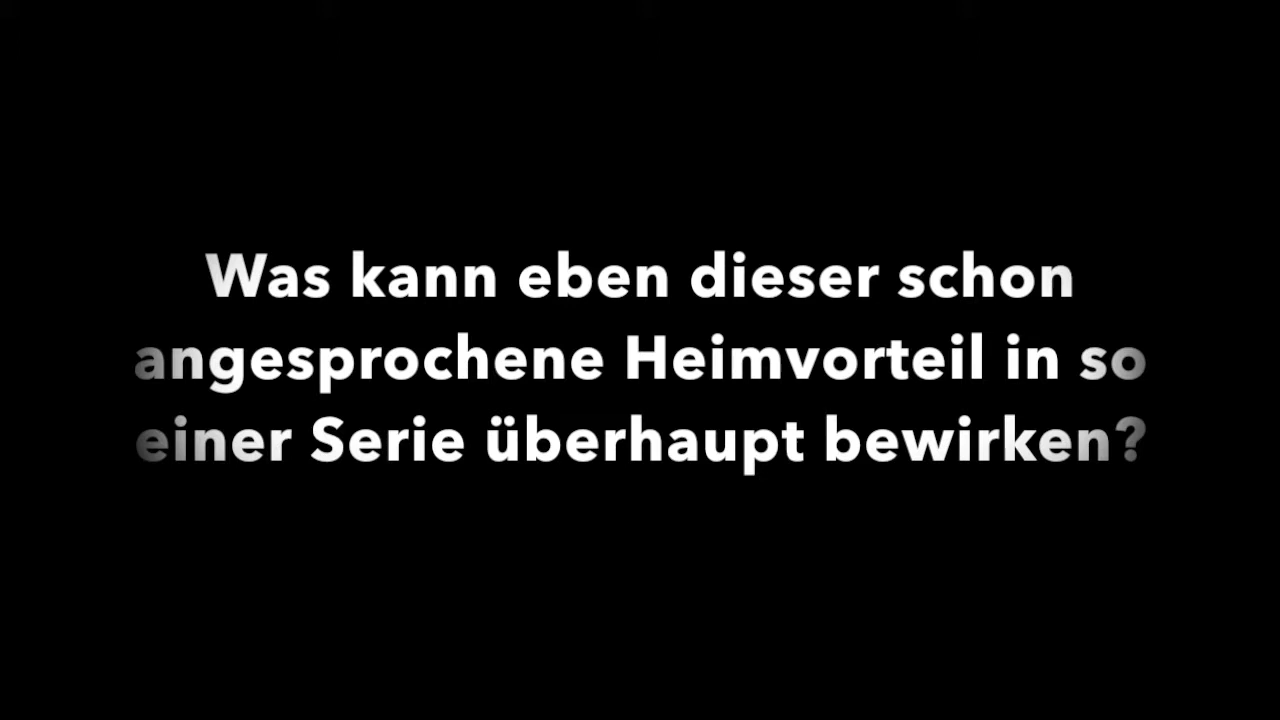 Was kann eben dieser schon
angesprochene Heimvorteil in so
einer Serie überhaupt bewirken?